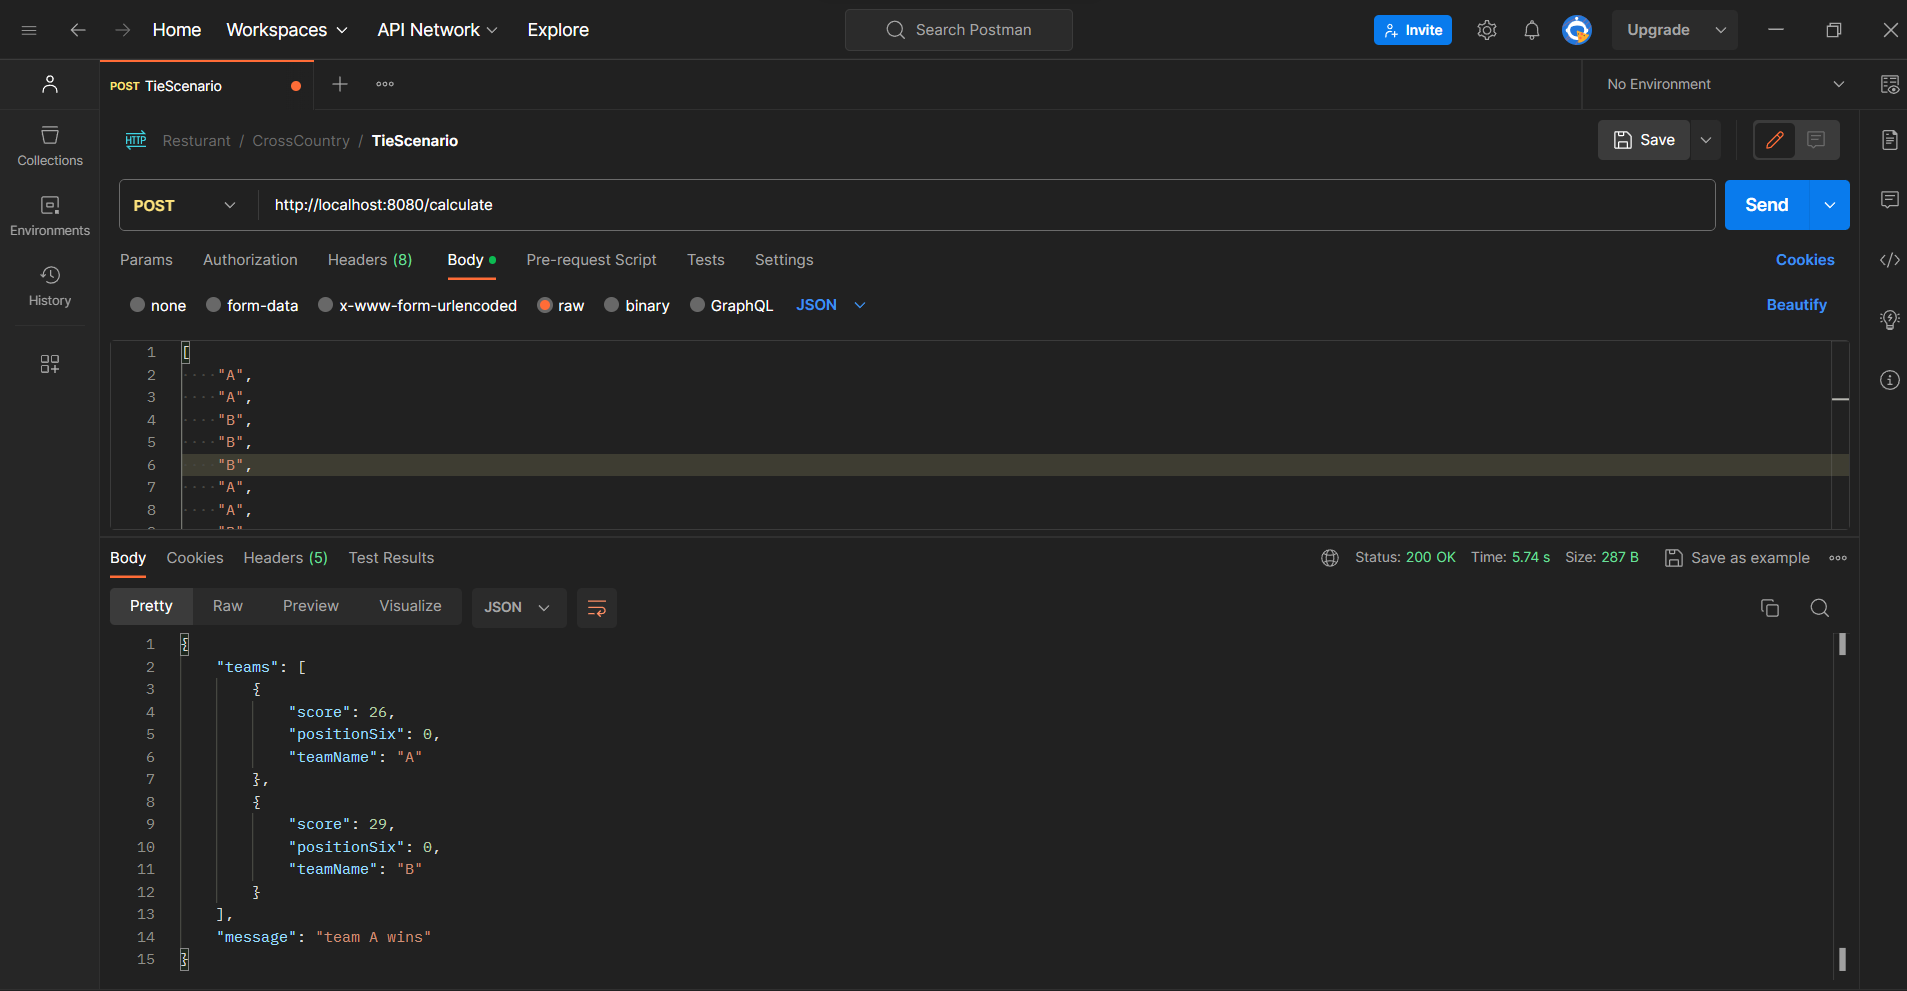 Home Workspaces API Network Explore Search Postman Invite Upgrade
POST TieScenario No Environment
HTTP Resturant / CrossCountry / TieScenario Save
Collections
Environments
History
POST http://localhost:8080/calculate Send
Params Authorization Headers (8) Body Pre-request Script Tests Settings Cookies
none form-data x-www-form-urlencoded raw binary GraphQL JSON Beautify
1 [
2 "A",
3 "A",
4 "B",
5 "B",
6 "B",
7 "A",
8 "A",
Body Cookies Headers (5) Test Results Status: 200 OK Time: 5.74 s Size: 287 B Save as example
Pretty Raw Preview Visualize JSON
1 {
2 "teams": [
3 {
4 "score": 26,
5 "positionSix": 0,
6 "teamName": "A"
7 },
8 {
9 "score": 29,
10 "positionSix": 0,
11 "teamName": "B"
12 }
13 ],
14 "message": "team A wins"
15 }